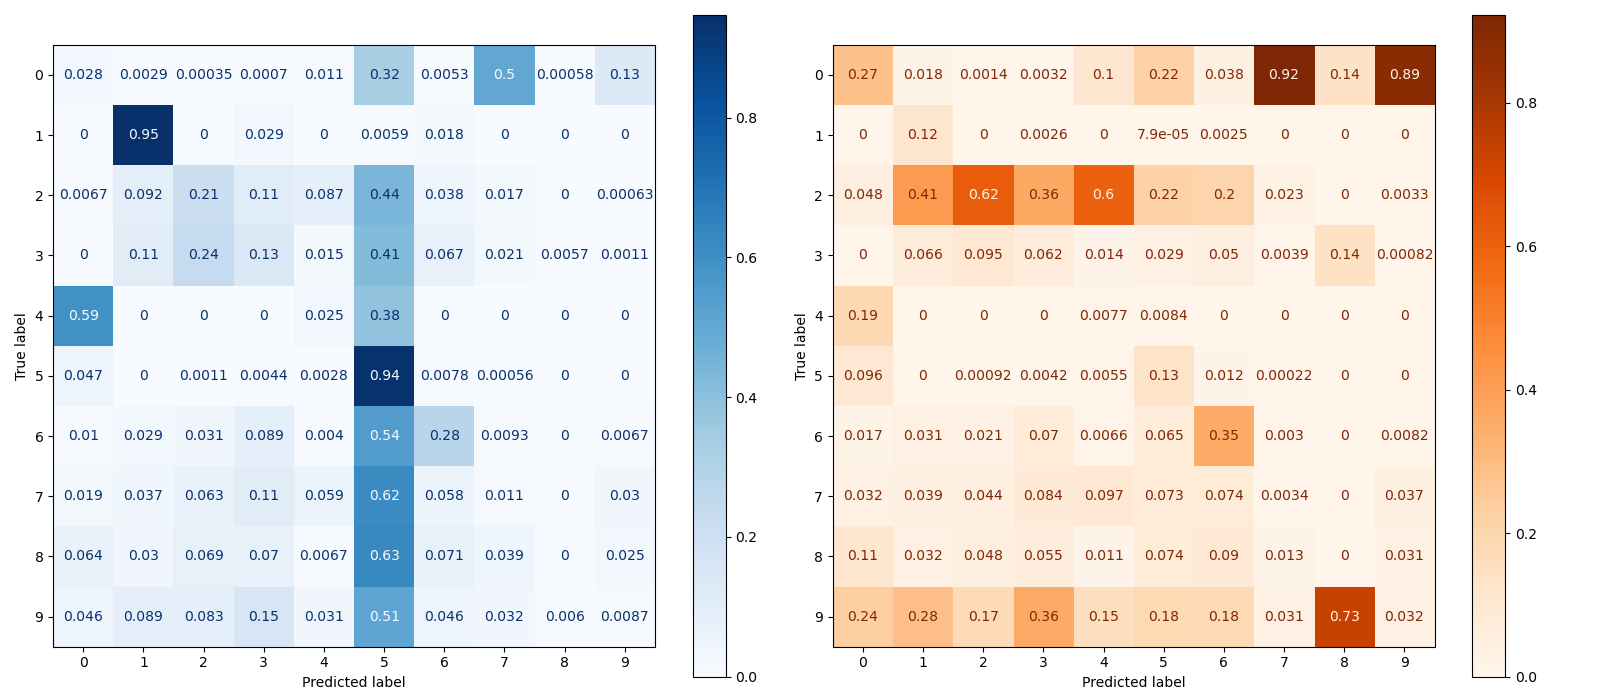 0 0.028 0.0029 0.00035 0.0007 0.011 0.32 0.0053 0.5 0.00058 0.13
1 0 0.95 0 0.029 0 0.0059 0.018 0 0 0
2 0.0067 0.092 0.21 0.11 0.087 0.44 0.038 0.017 0 0.00063
3 0 0.11 0.24 0.13 0.015 0.41 0.067 0.021 0.0057 0.0011
4 0.59 0 0 0 0.025 0.38 0 0 0 0
5 0.047 0 0.0011 0.0044 0.0028 0.94 0.0078 0.00056 0 0
6 0.01 0.029 0.031 0.089 0.004 0.54 0.28 0.0093 0 0.0067
7 0.019 0.037 0.063 0.11 0.059 0.62 0.058 0.011 0 0.03
8 0.064 0.03 0.069 0.07 0.0067 0.63 0.071 0.039 0 0.025
9 0.046 0.089 0.083 0.15 0.031 0.51 0.046 0.032 0.006 0.0087
0 1 2 3 4 5 6 7 8 9
Predicted label
True label
0.8
0.6
0.4
0.2
0.0
0 0.27 0.018 0.0014 0.0032 0.1 0.22 0.038 0.92 0.14 0.89
1 0 0.12 0 0.0026 0 7.9e-05 0.0025 0 0 0
2 0.048 0.41 0.62 0.36 0.6 0.22 0.2 0.023 0 0.0033
3 0 0.066 0.095 0.062 0.014 0.029 0.05 0.0039 0.14 0.00082
4 0.19 0 0 0 0.0077 0.0084 0 0 0 0
5 0.096 0 0.00092 0.0042 0.0055 0.13 0.012 0.00022 0 0
6 0.017 0.031 0.021 0.07 0.0066 0.065 0.35 0.003 0 0.0082
7 0.032 0.039 0.044 0.084 0.097 0.073 0.074 0.0034 0 0.037
8 0.11 0.032 0.048 0.055 0.011 0.074 0.09 0.013 0 0.031
9 0.24 0.28 0.17 0.36 0.15 0.18 0.18 0.031 0.73 0.032
0 1 2 3 4 5 6 7 8 9
Predicted label
True label
0.8
0.6
0.4
0.2
0.0